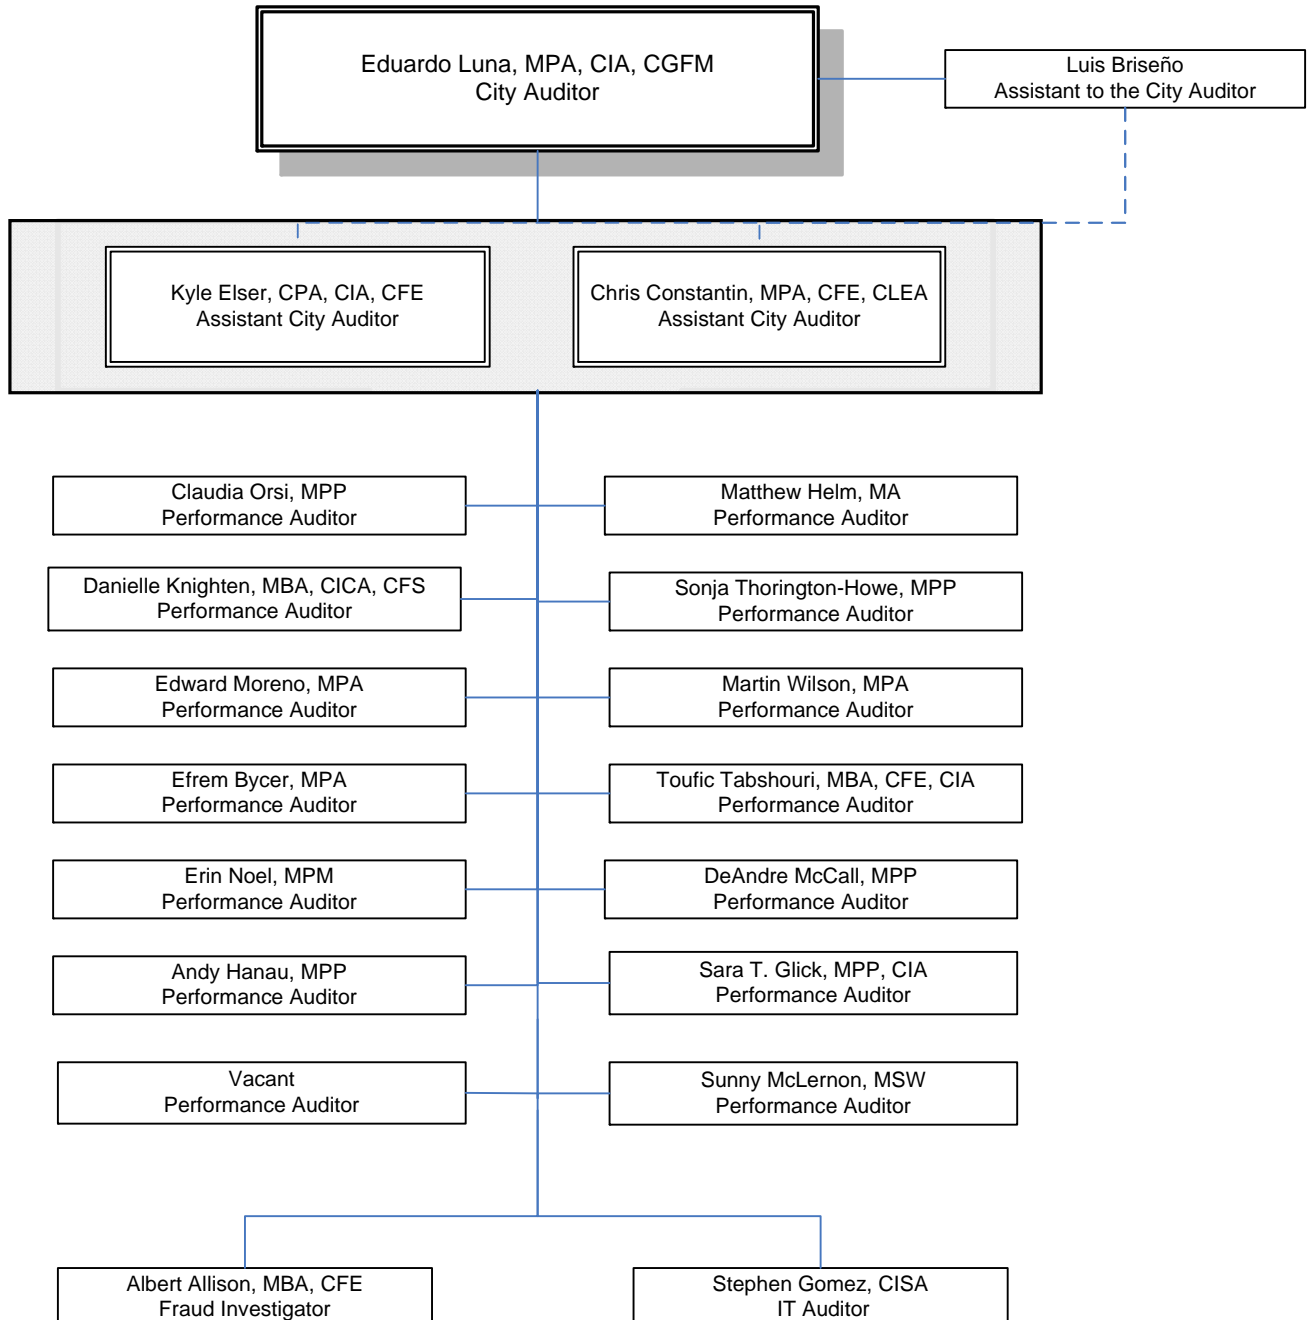 Eduardo Luna, MPA, CIA, CGFM
City Auditor
Luis Briseño
Assistant to the City Auditor
Kyle Elser, CPA, CIA, CFE
Assistant City Auditor
Chris Constantin, MPA, CFE, CLEA
Assistant City Auditor
Claudia Orsi, MPP
Performance Auditor
Matthew Helm, MA
Performance Auditor
Danielle Knighten, MBA, CICA, CFS
Performance Auditor
Sonja Thorington-Howe, MPP
Performance Auditor
Edward Moreno, MPA
Performance Auditor
Martin Wilson, MPA
Performance Auditor
Efrem Bycer, MPA
Performance Auditor
Toufic Tabshouri, MBA, CFE, CIA
Performance Auditor
Erin Noel, MPM
Performance Auditor
DeAndre McCall, MPP
Performance Auditor
Andy Hanau, MPP
Performance Auditor
Sara T. Glick, MPP, CIA
Performance Auditor
Vacant
Performance Auditor
Sunny McLernon, MSW
Performance Auditor
Albert Allison, MBA, CFE
Fraud Investigator
Stephen Gomez, CISA
IT Auditor